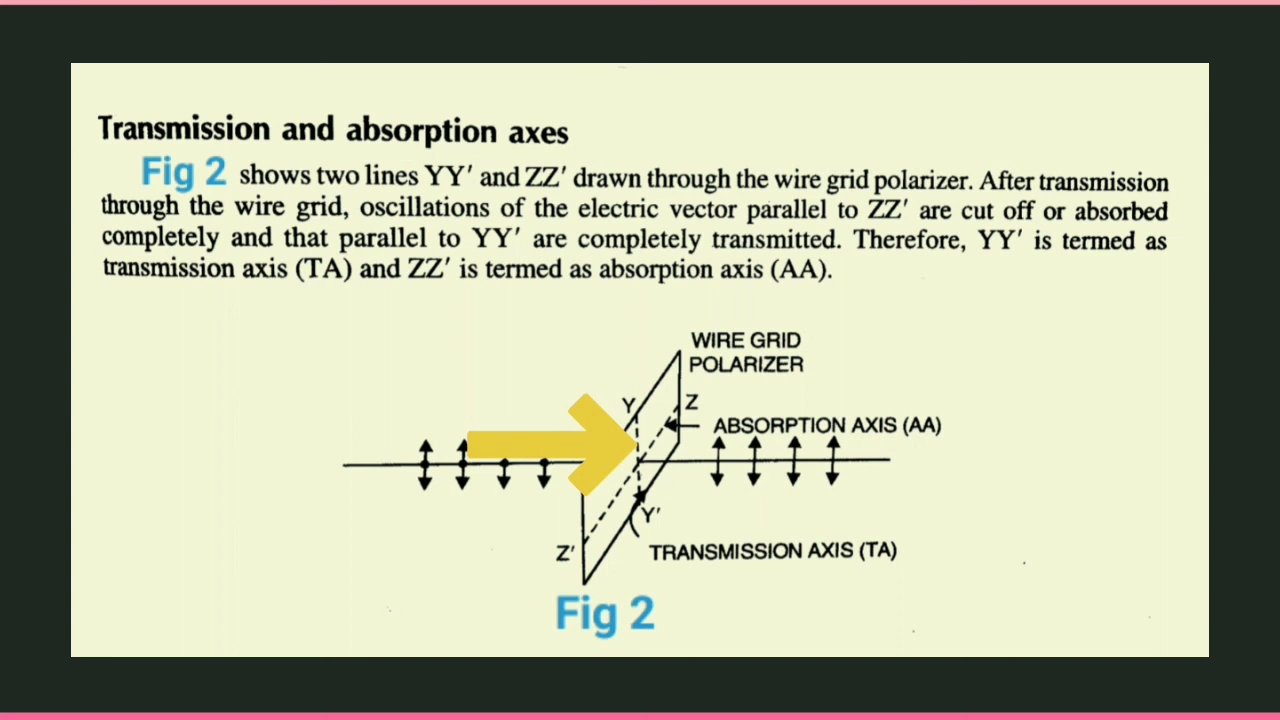 Transmission and absorption axes
Fig 2 shows two lines YY′ and ZZ′ drawn through the wire grid polarizer. After transmission
through the wire grid, oscillations of the electric vector parallel to ZZ′ are cut off or absorbed
completely and that parallel to YY′ are completely transmitted. Therefore, YY′ is termed as
transmission axis (TA) and ZZ′ is termed as absorption axis (AA).
WIRE GRID
POLARIZER
Y
Z
ABSORPTION AXIS (AA)
Y′
Z′
TRANSMISSION AXIS (TA)
Fig 2